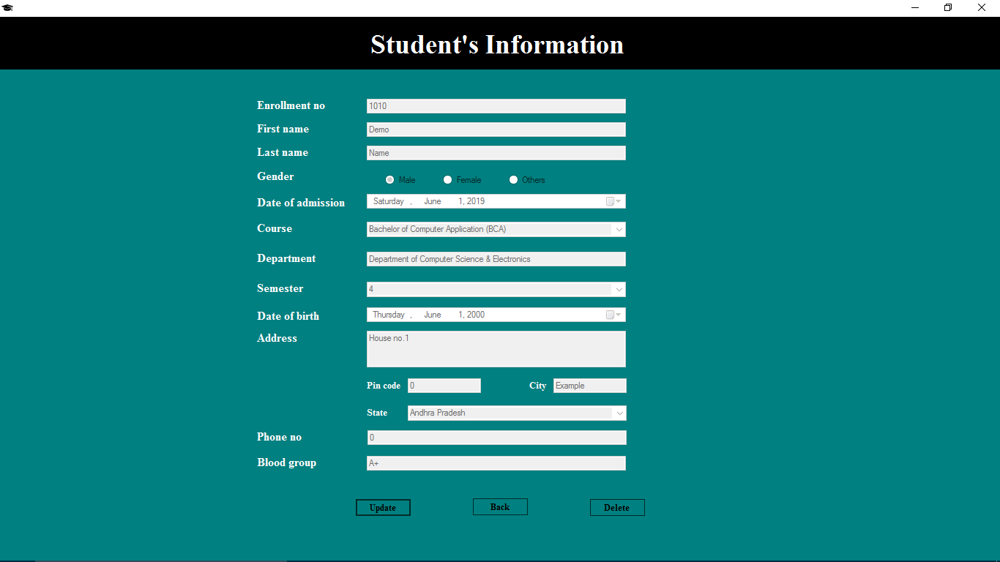 Student's Information
Enrollment no 1010
First name Demo
Last name Name
Gender Male Female Others
Date of admission Saturday , June 1, 2019
Course Bachelor of Computer Application (BCA)
Department Department of Computer Science & Electronics
Semester 4
Date of birth Thursday , June 1, 2000
Address House no.1
Pin code 0 City Example
State Andhra Pradesh
Phone no 0
Blood group A+
Update Back Delete